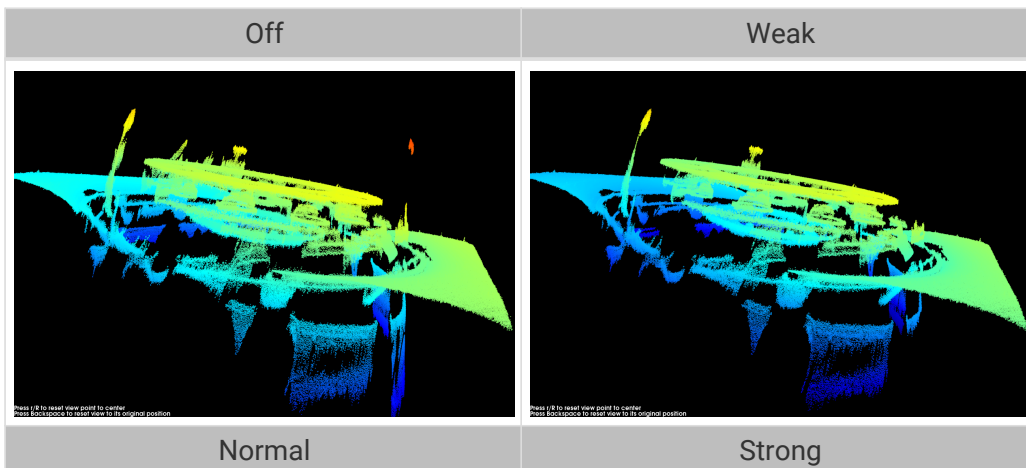 Off
Weak
Press r/R to reset view point to center
Press Backspace to reset view to its original position
Press r/R to reset view point to center
Press Backspace to reset view to its original position
Normal
Strong